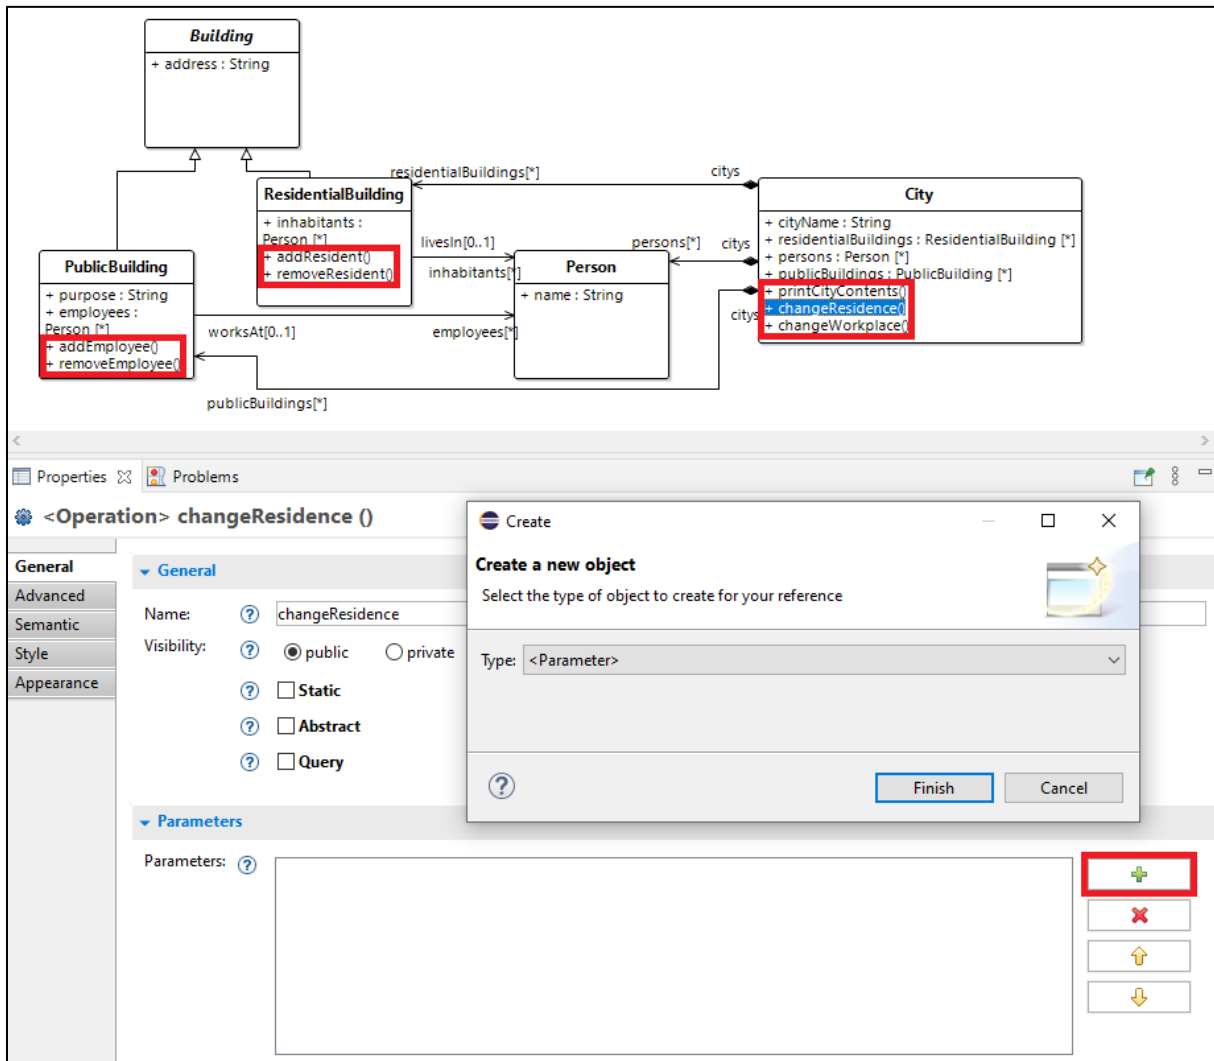 Building
+ address : String
residentialBuildings[*]
citys
ResidentialBuilding
+ inhabitants :
Person [*]
+ addResident()
+ removeResident()
City
+ cityName : String
+ residentialBuildings : ResidentialBuilding [*]
+ persons : Person [*]
+ publicBuildings : PublicBuilding [*]
+ printCityContents()
+ changeResidence()
+ changeWorkplace()
livesIn[0..1]
inhabitants[*]
persons[*]
citys
PublicBuilding
+ purpose : String
+ employees :
Person [*]
+ addEmployee()
+ removeEmployee()
Person
+ name : String
citys
worksAt[0..1]
employees[*]
publicBuildings[*]
Properties
Problems
<Operation> changeResidence ()
General
Advanced
Semantic
Style
Appearance
General
Name:
changeResidence
Visibility:
public
private
Static
Abstract
Query
Create
Create a new object
Select the type of object to create for your reference
Type:
<Parameter>
Finish
Cancel
Parameters
Parameters: